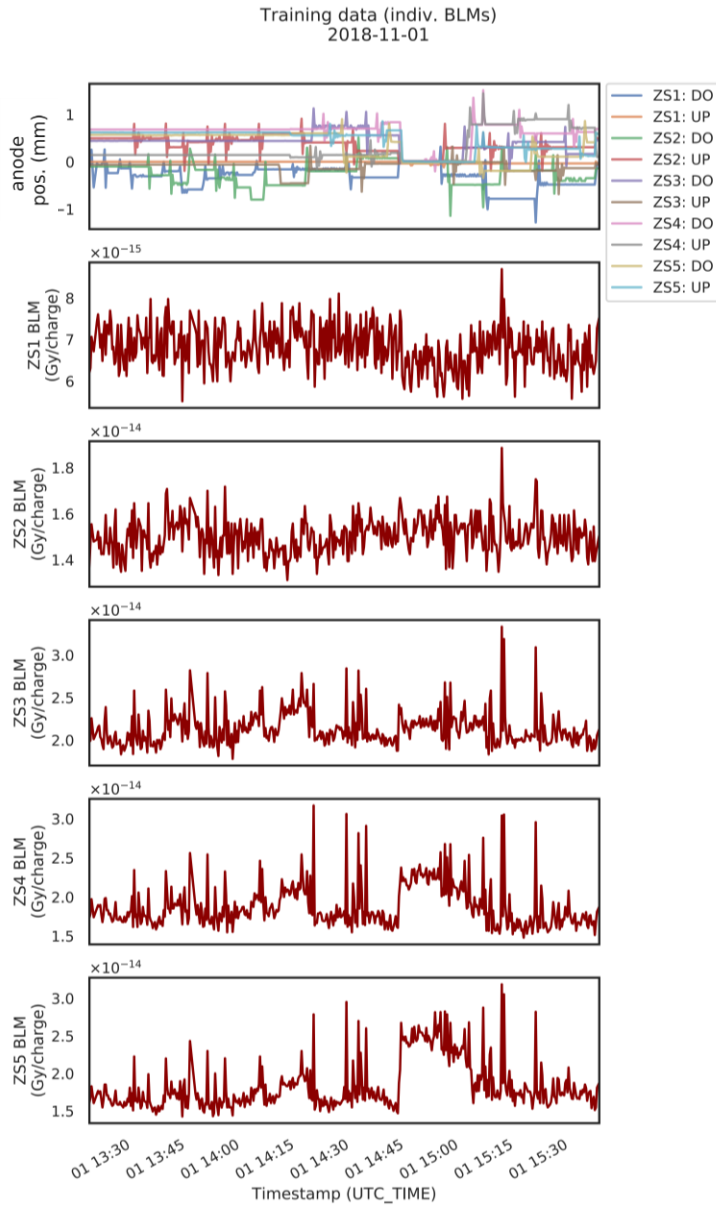 Training data (indiv. BLMs)
2018-11-01
anode
pos. (mm)
1
0
−1
ZS1: DO
ZS1: UP
ZS2: DO
ZS2: UP
ZS3: DO
ZS3: UP
ZS4: DO
ZS4: UP
ZS5: DO
ZS5: UP
×10⁻¹⁵
ZS1 BLM
(Gy/charge)
8
7
6
×10⁻¹⁴
ZS2 BLM
(Gy/charge)
1.8
1.6
1.4
×10⁻¹⁴
ZS3 BLM
(Gy/charge)
3.0
2.5
2.0
×10⁻¹⁴
ZS4 BLM
(Gy/charge)
3.0
2.5
2.0
1.5
×10⁻¹⁴
ZS5 BLM
(Gy/charge)
3.0
2.5
2.0
1.5
01 13:30
01 13:45
01 14:00
01 14:15
01 14:30
01 14:45
01 15:00
01 15:15
01 15:30
Timestamp (UTC_TIME)